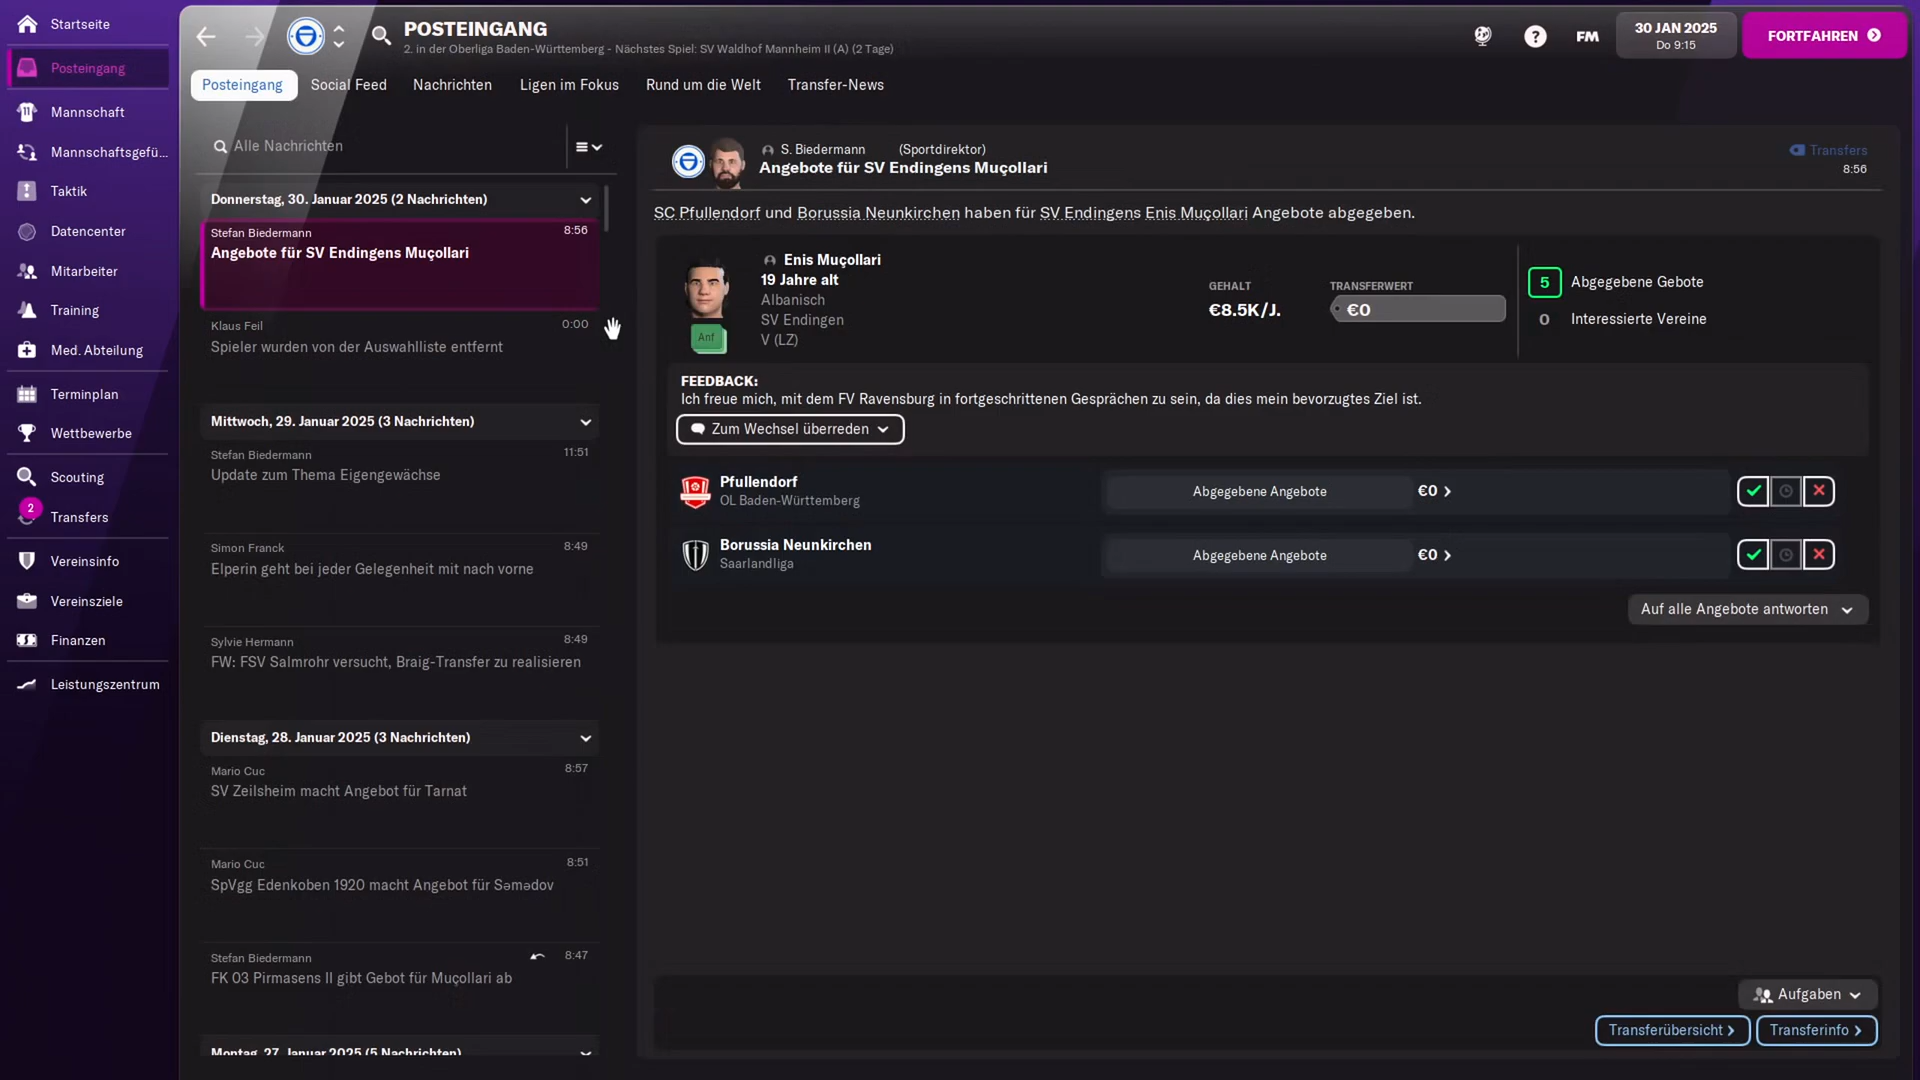 Startseite
Posteingang
Mannschaft
Mannschaftsgefü...
Taktik
Datencenter
Mitarbeiter
Training
Med. Abteilung
Terminplan
Wettbewerbe
Scouting
2
Transfers
Vereinsinfo
Vereinsziele
Finanzen
Leistungszentrum
POSTEINGANG
2. in der Oberliga Baden-Württemberg - Nächstes Spiel: SV Waldhof Mannheim II (A) (2 Tage)
FM
30 JAN 2025
Do 9:15
FORTFAHREN
Posteingang
Social Feed
Nachrichten
Ligen im Fokus
Rund um die Welt
Transfer-News
Alle Nachrichten
Donnerstag, 30. Januar 2025 (2 Nachrichten)
Stefan Biedermann 8:56
Angebote für SV Endingens Muçollari
Klaus Feil 0:00
Spieler wurden von der Auswahlliste entfernt
Mittwoch, 29. Januar 2025 (3 Nachrichten)
Stefan Biedermann 11:51
Update zum Thema Eigengewächse
Simon Franck 8:49
Elperin geht bei jeder Gelegenheit mit nach vorne
Sylvie Hermann 8:49
FW: FSV Salmrohr versucht, Braig-Transfer zu realisieren
Dienstag, 28. Januar 2025 (3 Nachrichten)
Mario Cuc 8:57
SV Zeilsheim macht Angebot für Tarnat
Mario Cuc 8:51
SpVgg Edenkoben 1920 macht Angebot für Səmədov
Stefan Biedermann 8:47
FK 03 Pirmasens II gibt Gebot für Muçollari ab
Montag, 27. Januar 2025 (5 Nachrichten)
S. Biedermann (Sportdirektor)
Angebote für SV Endingens Muçollari
Transfers
8:56
SC Pfullendorf und Borussia Neunkirchen haben für SV Endingens Enis Muçollari Angebote abgegeben.
Enis Muçollari
19 Jahre alt
Albanisch
SV Endingen
V (LZ)
Anf
GEHALT
€8.5K/J.
TRANSFERWERT
€0
5 Abgegebene Gebote
0 Interessierte Vereine
FEEDBACK:
Ich freue mich, mit dem FV Ravensburg in fortgeschrittenen Gesprächen zu sein, da dies mein bevorzugtes Ziel ist.
Zum Wechsel überreden
Pfullendorf
OL Baden-Württemberg
Abgegebene Angebote €0
Borussia Neunkirchen
Saarlandliga
Abgegebene Angebote €0
Auf alle Angebote antworten
Aufgaben
Transferübersicht
Transferinfo